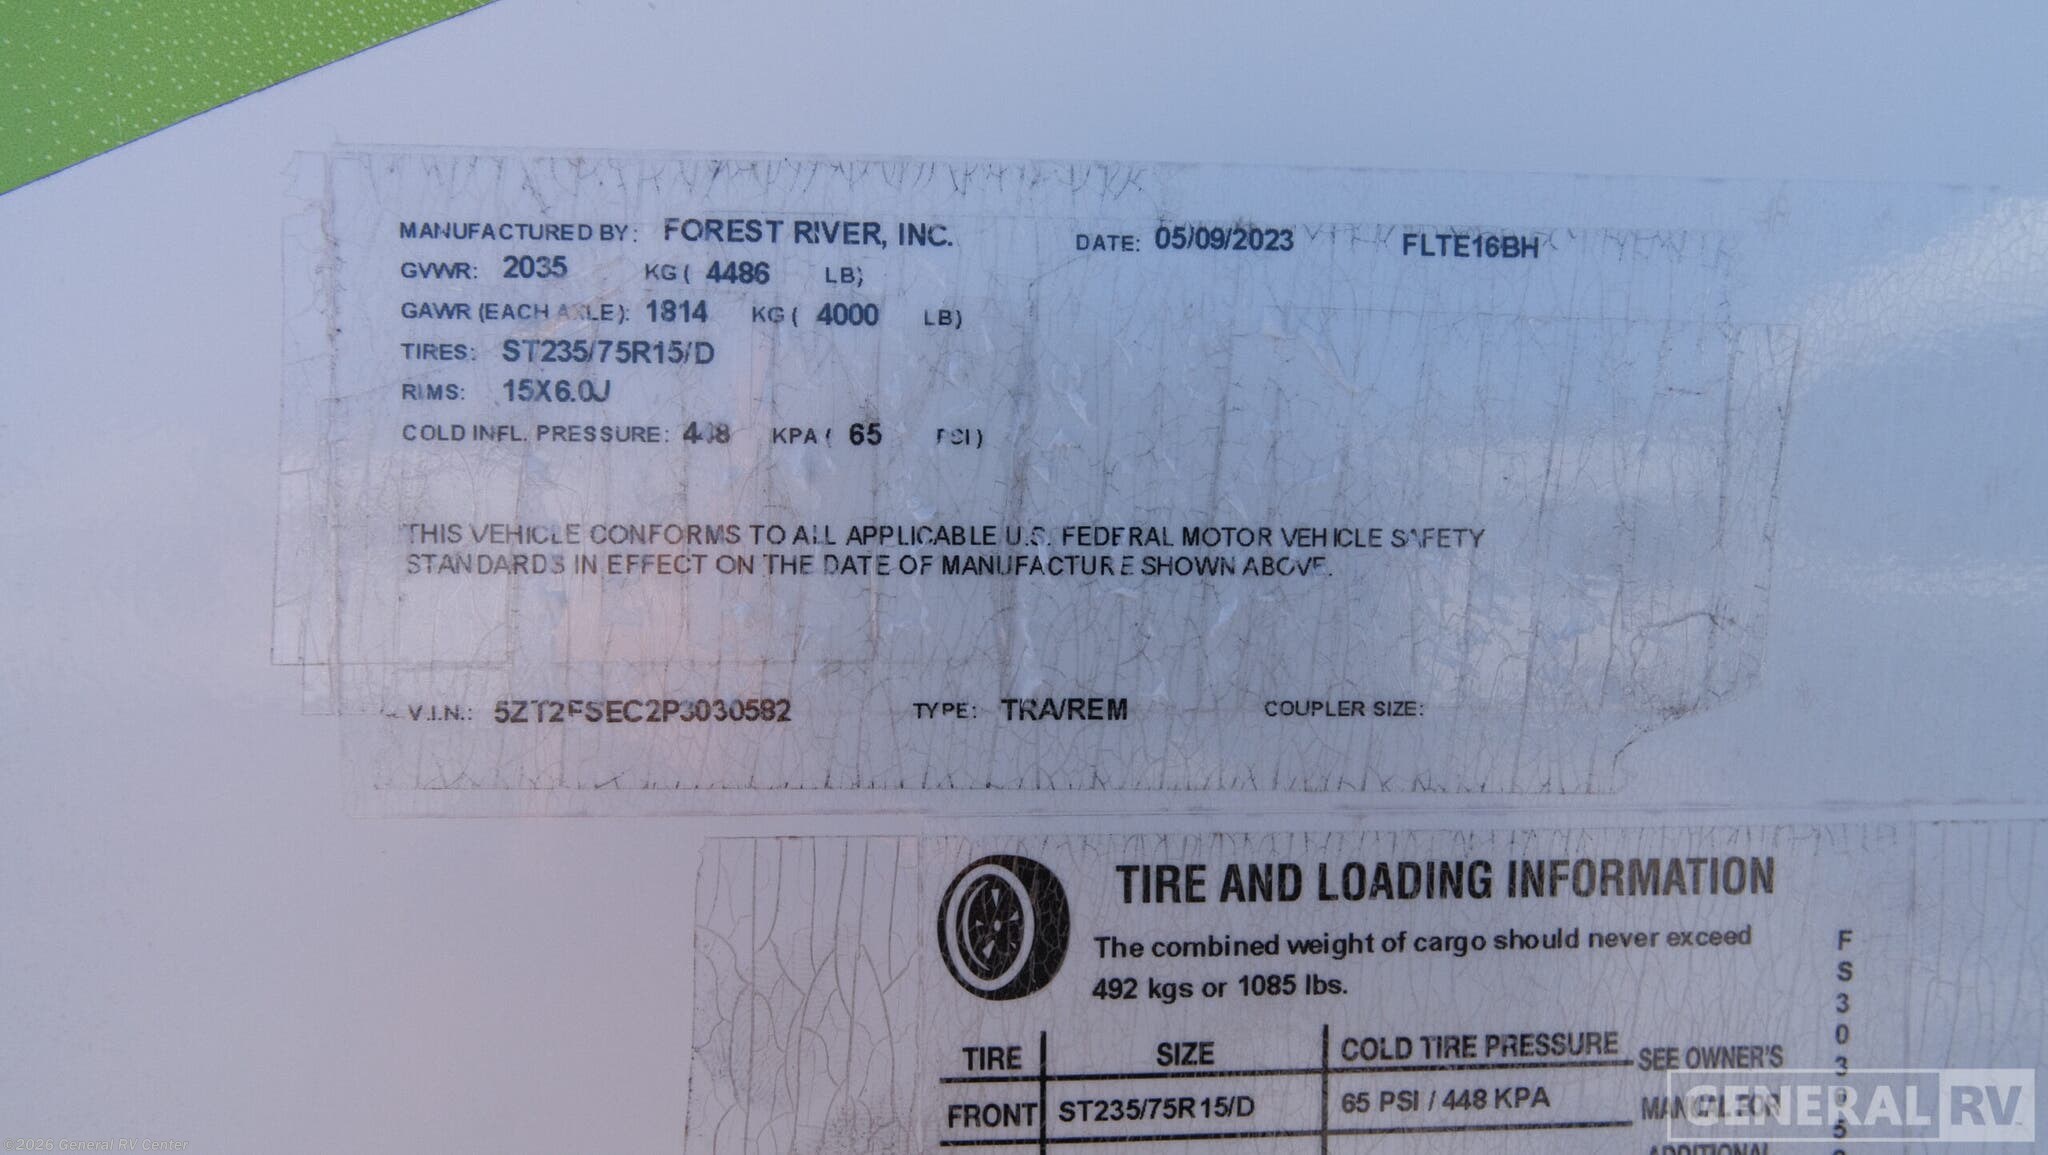 MANUFACTURED BY: FOREST RIVER, INC. DATE: 05/09/2023 FLTE16BH
GVWR: 2035 KG ( 4486 LB)
GAWR (EACH AXLE): 1814 KG ( 4000 LB)
TIRES: ST235/75R15/D
RIMS: 15X6.0J
COLD INFL. PRESSURE: 448 KPA ( 65 PSI )
THIS VEHICLE CONFORMS TO ALL APPLICABLE U.S. FEDERAL MOTOR VEHICLE SAFETY
STANDARDS IN EFFECT ON THE DATE OF MANUFACTURE SHOWN ABOVE.
V.I.N.: 5ZT2FSEC2P3030582 TYPE: TRA/REM COUPLER SIZE:
TIRE AND LOADING INFORMATION
The combined weight of cargo should never exceed
492 kgs or 1085 lbs.
TIRE SIZE COLD TIRE PRESSURE SEE OWNER'S
FRONT ST235/75R15/D 65 PSI / 448 KPA MANUAL FOR
ADDITIONAL
FS30305
GENERAL RV
©2026 General RV Center